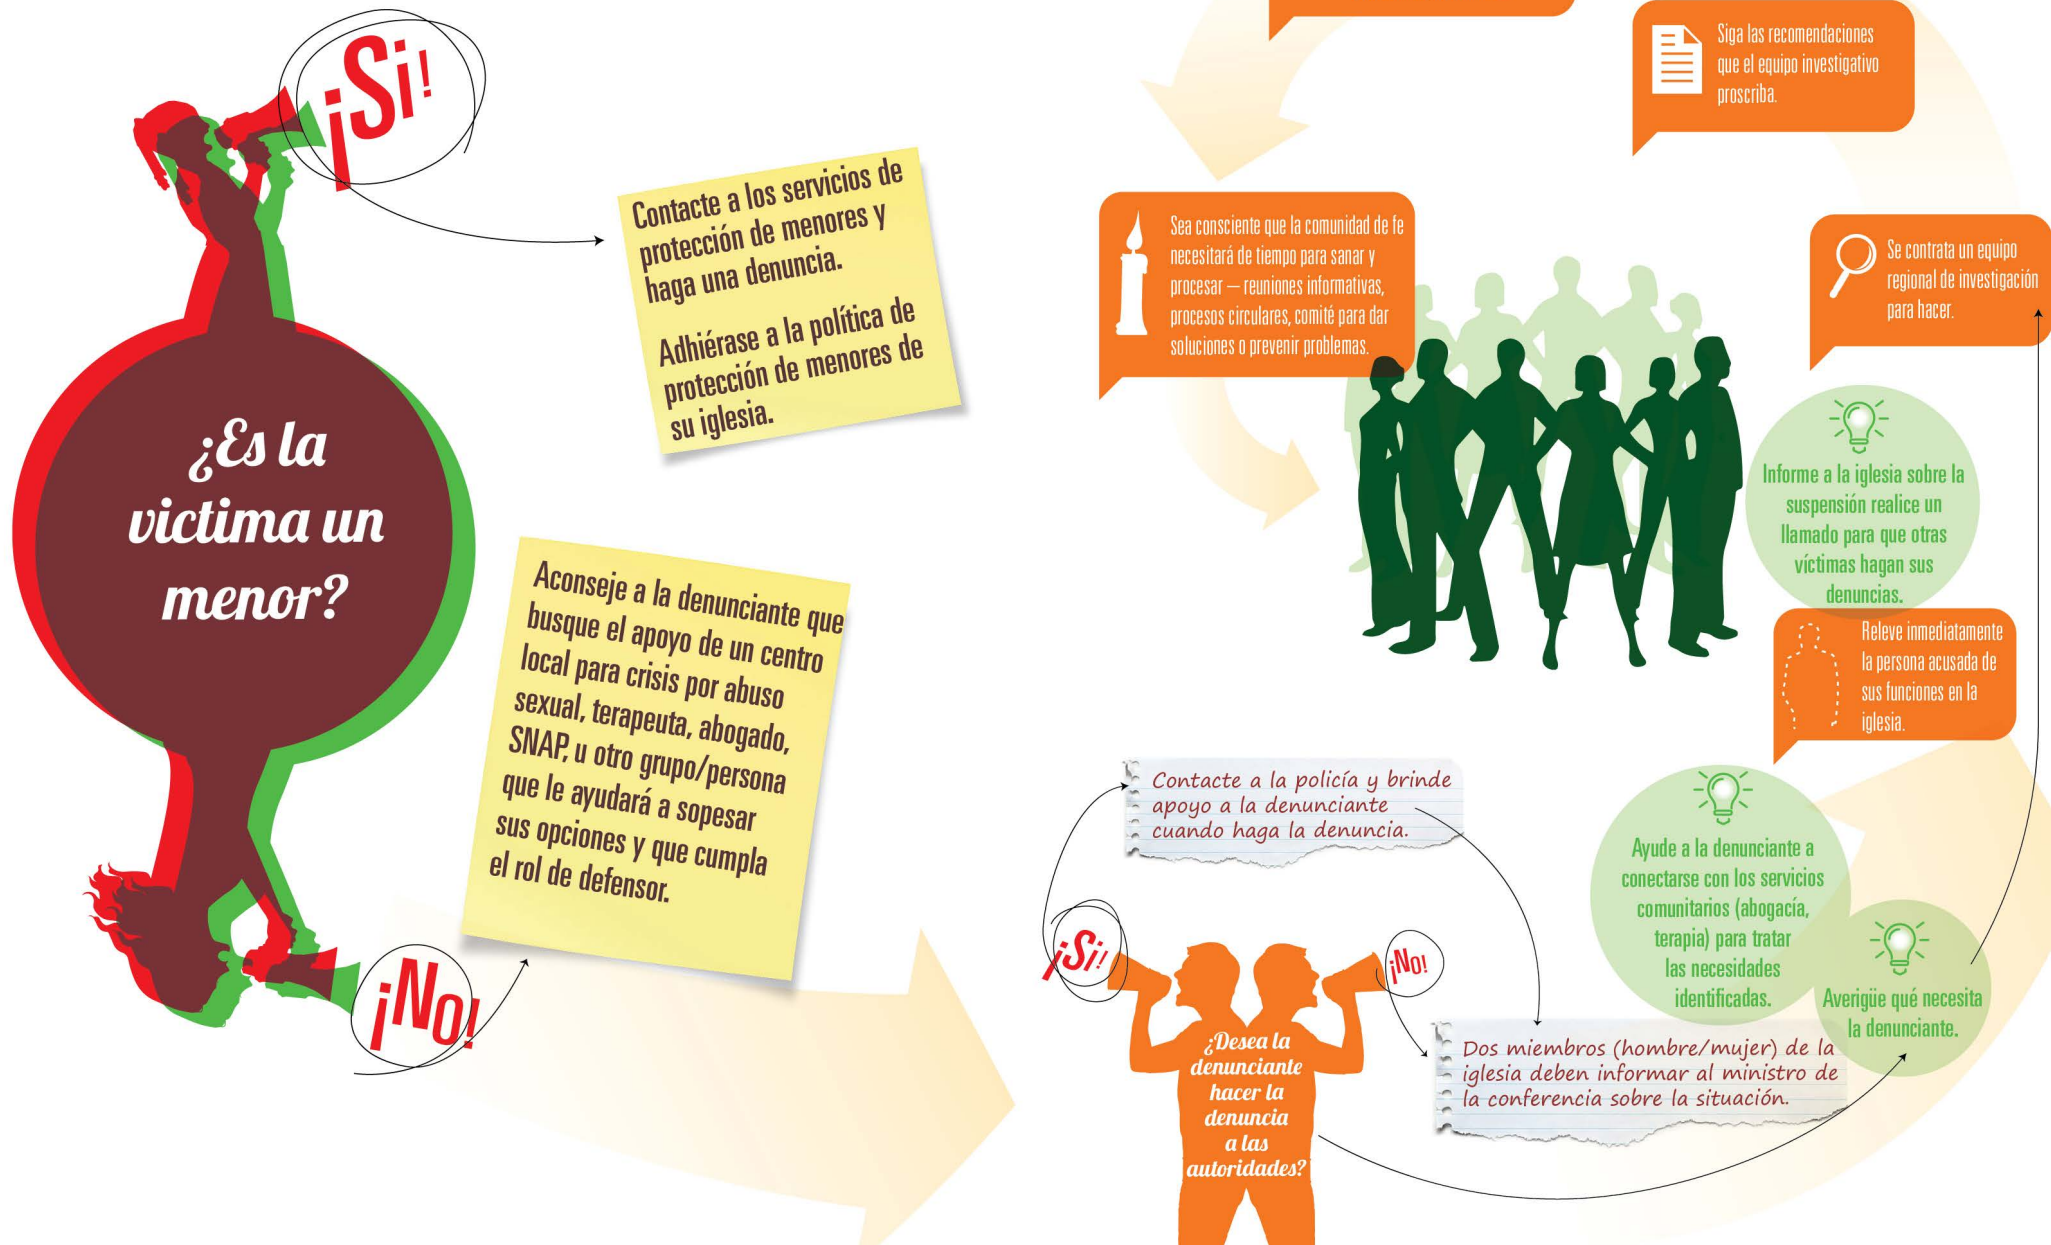 ¡Si!
Contacte a los servicios de
protección de menores y
haga una denuncia.
Adhiérase a la política de
protección de menores de
su iglesia.
¿Es la
victima un
menor?
Aconseje a la denunciante que
busque el apoyo de un centro
local para crisis por abuso
sexual, terapeuta, abogado,
SNAP, u otro grupo/persona
que le ayudará a sopesar
sus opciones y que cumpla
el rol de defensor.
¡No!
Siga las recomendaciones
que el equipo investigativo
proscriba.
Sea consciente que la comunidad de fe
necesitará de tiempo para sanar y
procesar – reuniones informativas,
procesos circulares, comité para dar
soluciones o prevenir problemas.
Se contrata un equipo
regional de investigación
para hacer.
Informe a la iglesia sobre la
suspensión realice un
llamado para que otras
víctimas hagan sus
denuncias.
Releve inmediatamente
la persona acusada de
sus funciones en la
iglesia.
Contacte a la policía y brinde
apoyo a la denunciante
cuando haga la denuncia.
Ayude a la denunciante a
conectarse con los servicios
comunitarios (abogacía,
terapia) para tratar
las necesidades
identificadas.
Averigüe qué necesita
la denunciante.
¡Si!
¡No!
¿Desea la
denunciante
hacer la
denuncia
a las
autoridades?
Dos miembros (hombre/mujer) de la
iglesia deben informar al ministro de
la conferencia sobre la situación.